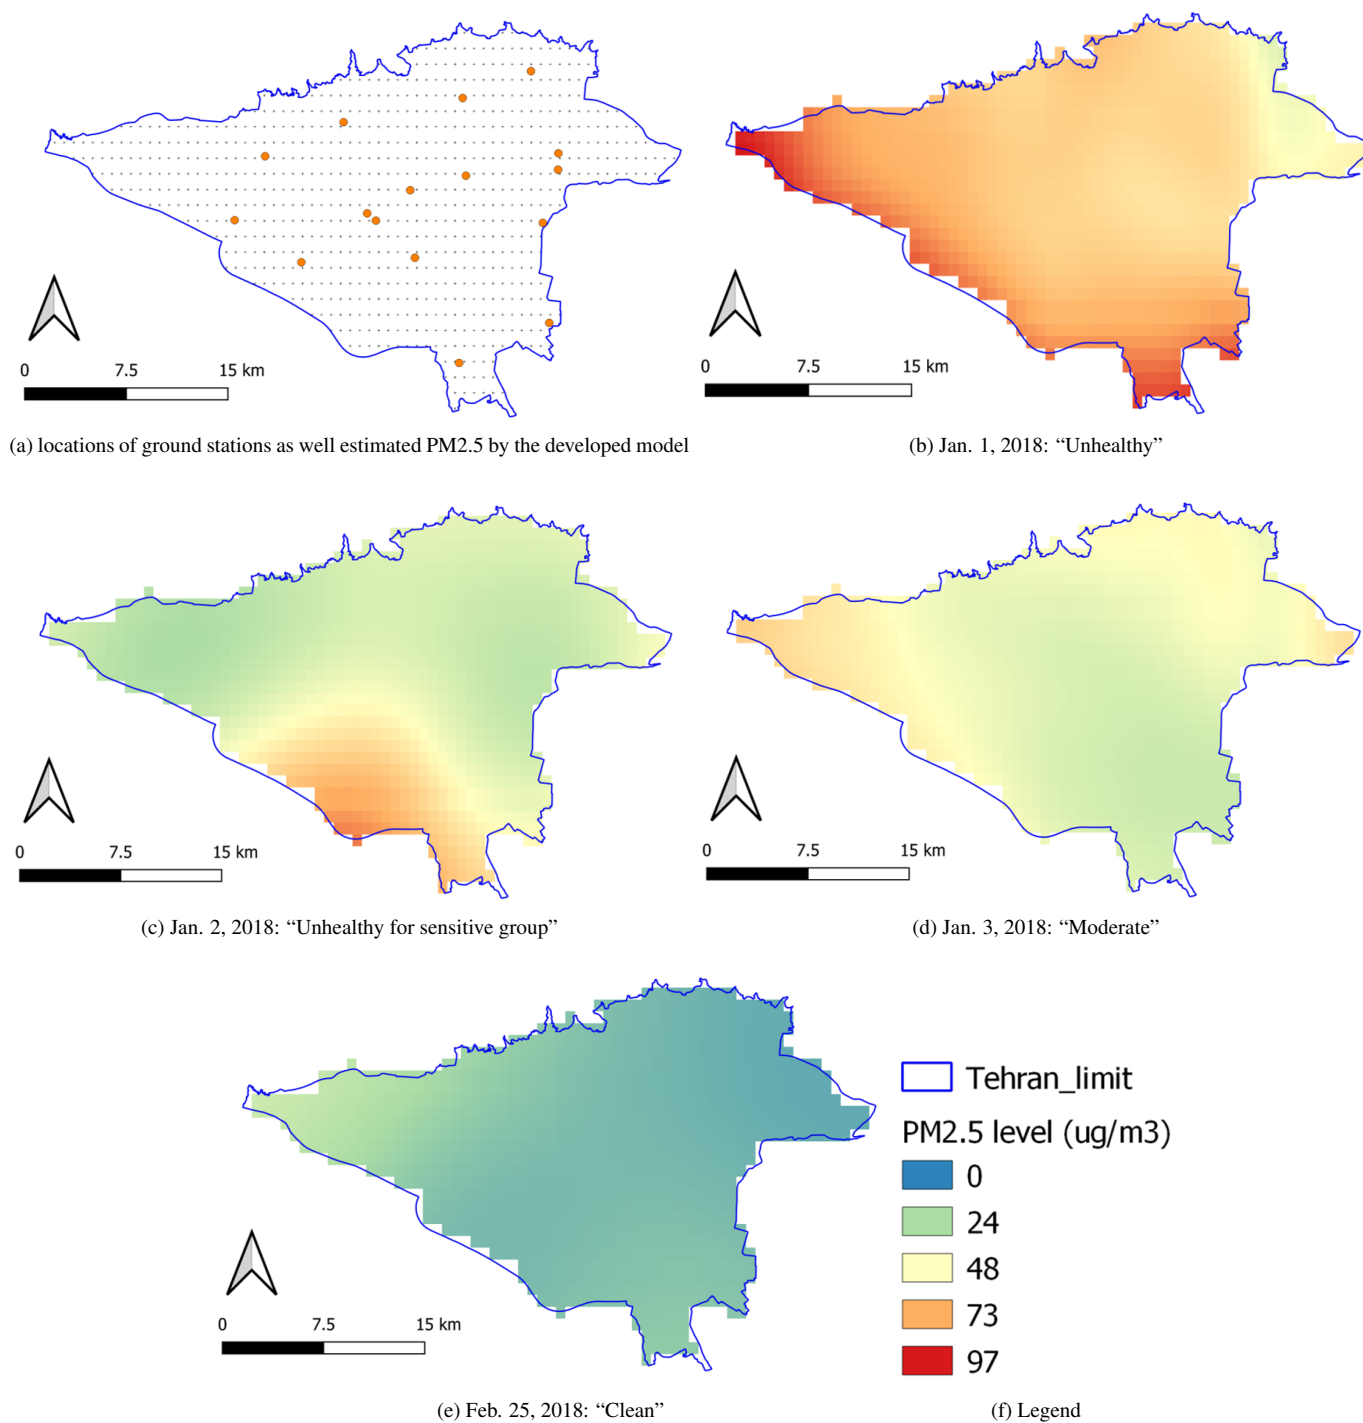 0 7.5 15 km
0 7.5 15 km
(a) locations of ground stations as well estimated PM2.5 by the developed model
(b) Jan. 1, 2018: “Unhealthy”
0 7.5 15 km
0 7.5 15 km
(c) Jan. 2, 2018: “Unhealthy for sensitive group”
(d) Jan. 3, 2018: “Moderate”
0 7.5 15 km
Tehran_limit
PM2.5 level (ug/m3)
0
24
48
73
97
(e) Feb. 25, 2018: “Clean”
(f) Legend